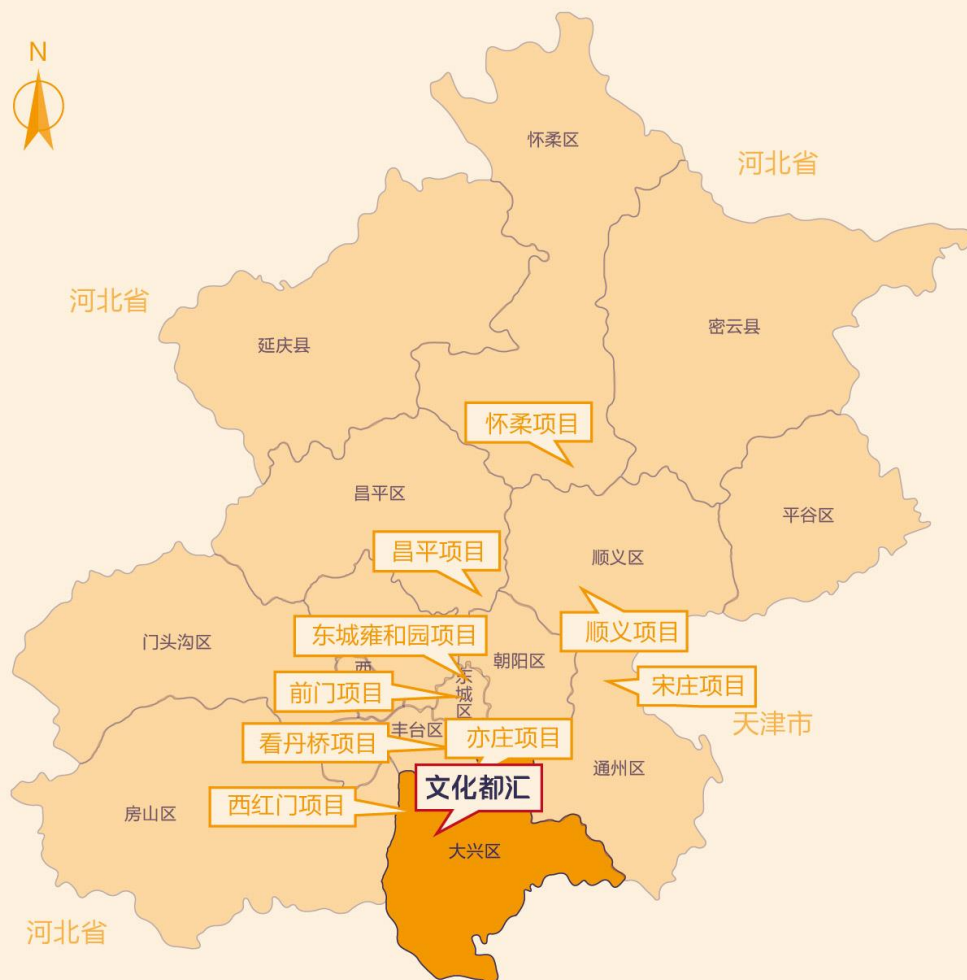 N
怀柔区
河北省
河北省
延庆县
密云县
怀柔项目
昌平区
平谷区
昌平项目
顺义区
门头沟区
东城雍和园项目
顺义项目
朝阳区
西
东城区
前门项目
宋庄项目
天津市
丰台区
看丹桥项目
亦庄项目
通州区
文化都汇
西红门项目
房山区
大兴区
河北省